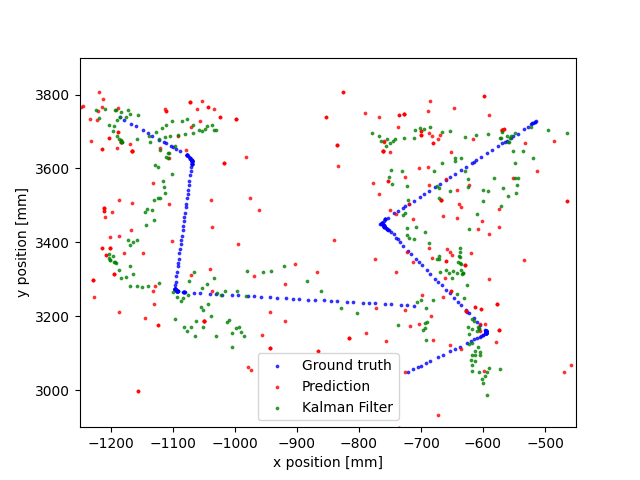 3800
3600
3400
3200
3000
y position [mm]
Ground truth
Prediction
Kalman Filter
−1200 −1100 −1000 −900 −800 −700 −600 −500
x position [mm]